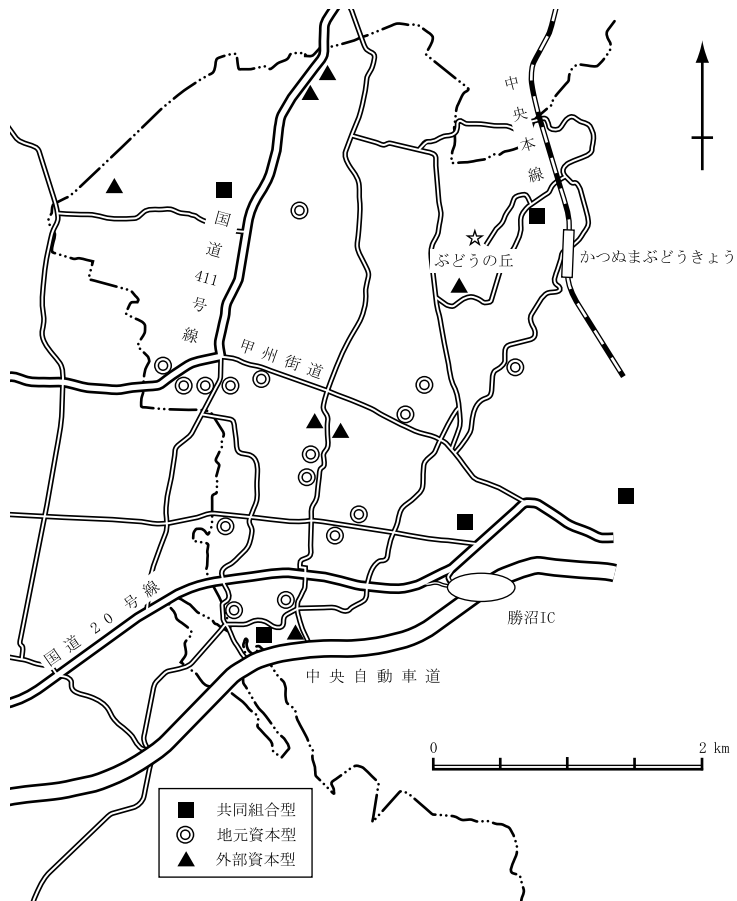 中央本線
国道411号線
ぶどうの丘
かつぬまぶどうきょう
甲州街道
国道20号線
勝沼IC
中央自動車道
0 2 km
共同組合型
地元資本型
外部資本型